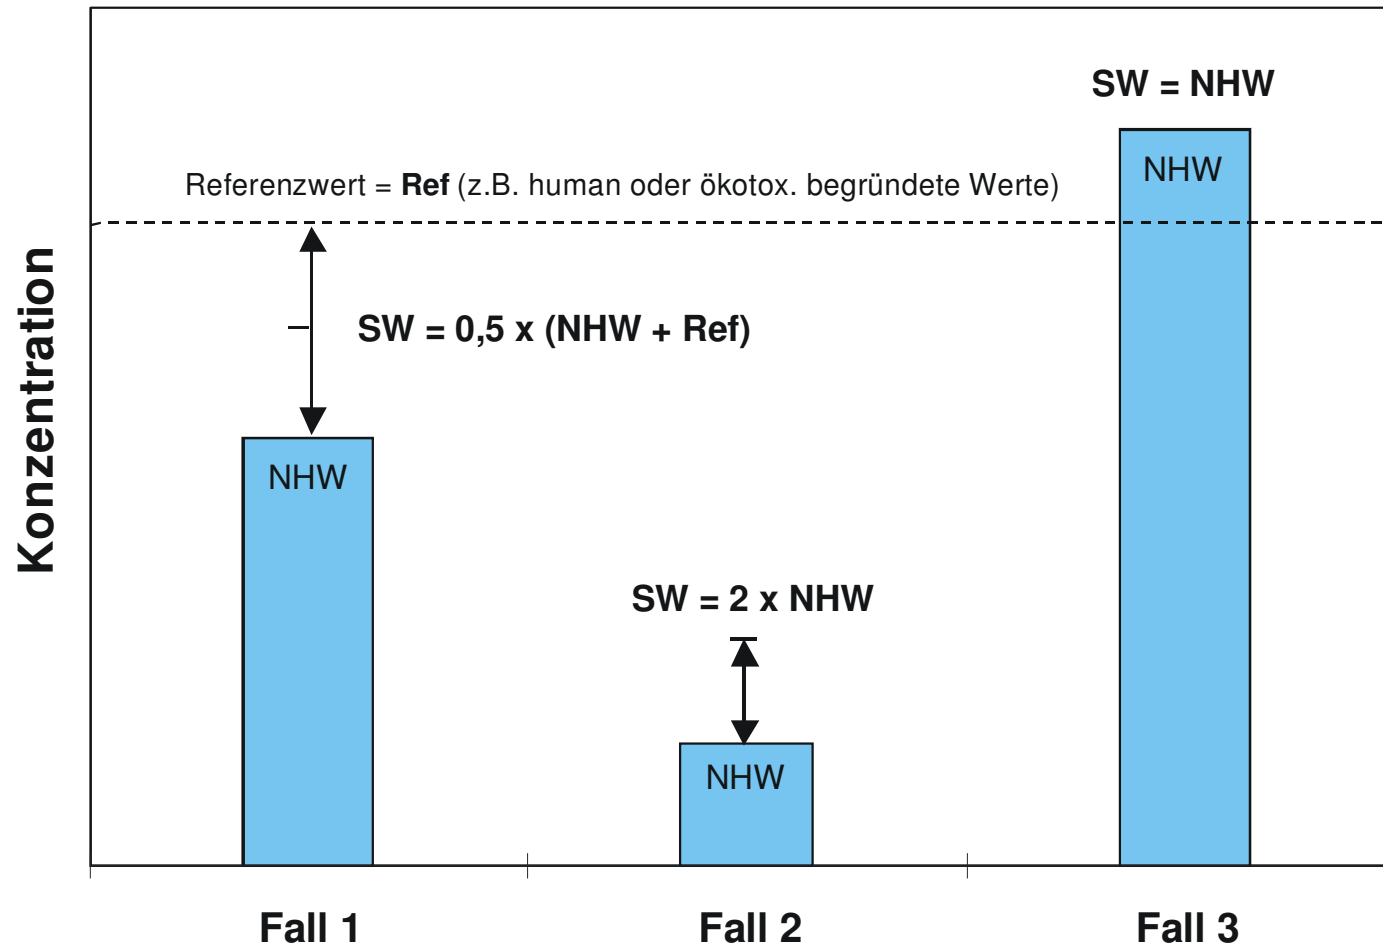 SW = NHW
NHW
Referenzwert = Ref (z.B. human oder ökotox. begründete Werte)
Konzentration
SW = 0,5 x (NHW + Ref)
NHW
SW = 2 x NHW
NHW
Fall 1
Fall 2
Fall 3